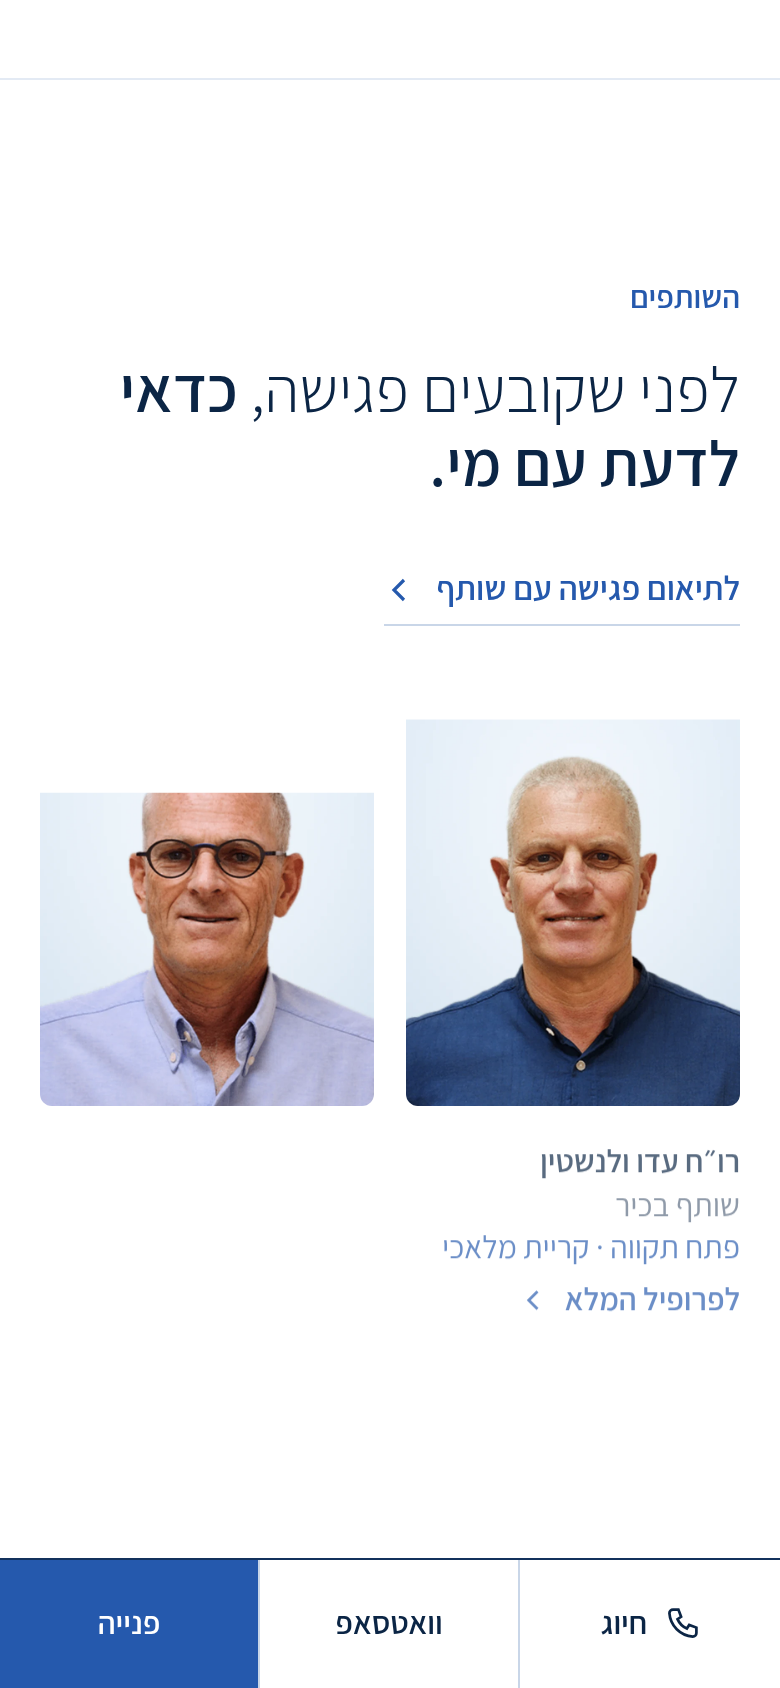 השותפים
לפני שקובעים פגישה, כדאי
לדעת עם מי.
לתיאום פגישה עם שותף
רו״ח עדו ולנשטין
שותף בכיר
פתח תקווה · קריית מלאכי
לפרופיל המלא
חיוג
וואטסאפ
פנייה